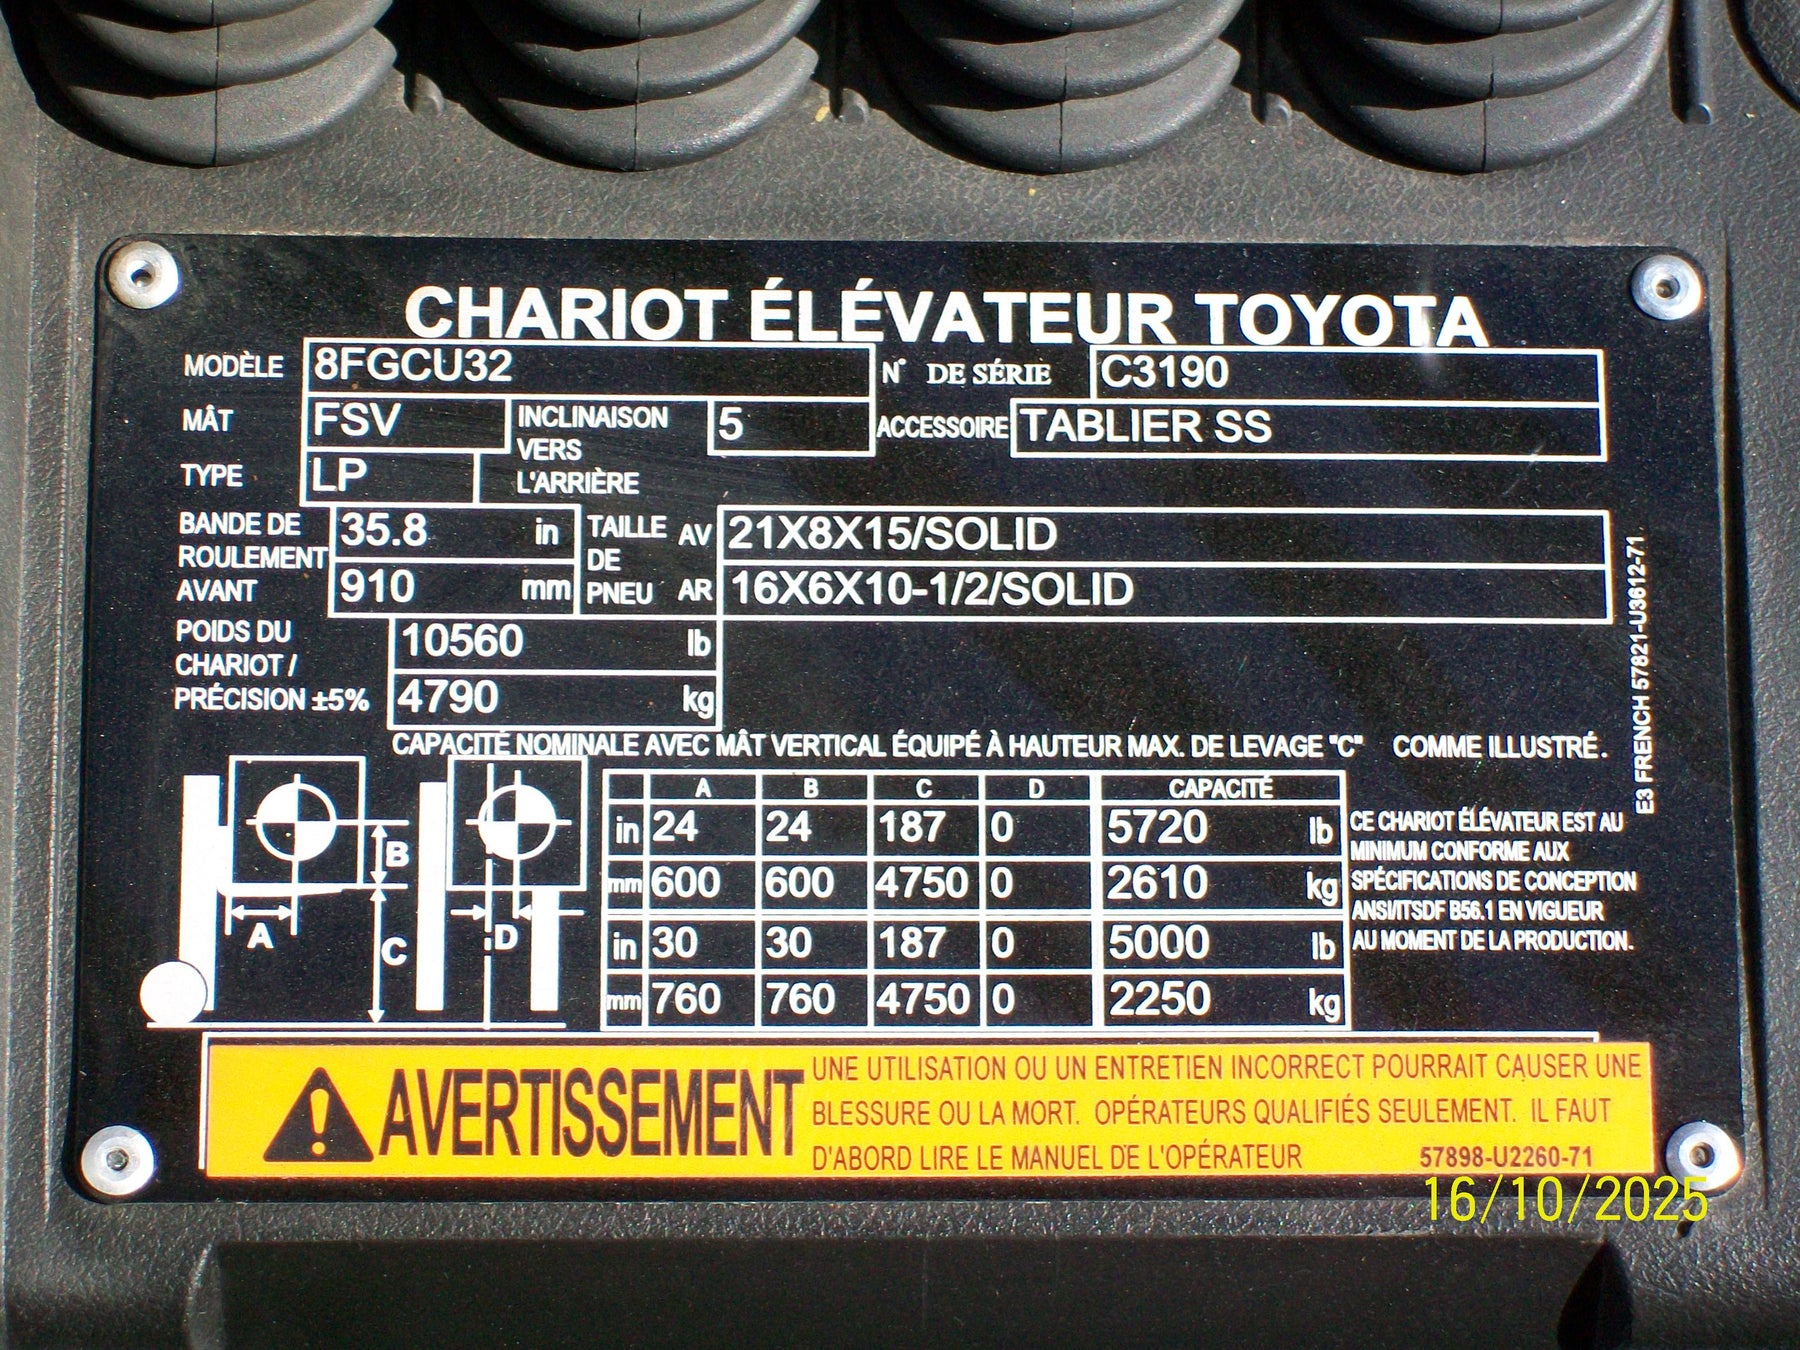 CHARIOT ÉLÉVATEUR TOYOTA
MODÈLE 8FGCU32 N° DE SÉRIE C3190
MÂT FSV INCLINAISON VERS L'ARRIÈRE 5 ACCESSOIRE TABLIER SS
TYPE LP
BANDE DE ROULEMENT AVANT 35.8 in TAILLE DE PNEU AV 21X8X15/SOLID
910 mm AR 16X6X10-1/2/SOLID
POIDS DU CHARIOT / PRÉCISION ±5% 10560 lb
4790 kg
CAPACITÉ NOMINALE AVEC MÂT VERTICAL ÉQUIPÉ À HAUTEUR MAX. DE LEVAGE "C" COMME ILLUSTRÉ.
A B C D CAPACITÉ
in 24 24 187 0 5720 lb
mm 600 600 4750 0 2610 kg
in 30 30 187 0 5000 lb
mm 760 760 4750 0 2250 kg
B
A
C
D
CE CHARIOT ÉLÉVATEUR EST AU
MINIMUM CONFORME AUX
SPÉCIFICATIONS DE CONCEPTION
ANSI/ITSDF B56.1 EN VIGUEUR
AU MOMENT DE LA PRODUCTION.
E3 FRENCH 57821-U3612-71
AVERTISSEMENT
UNE UTILISATION OU UN ENTRETIEN INCORRECT POURRAIT CAUSER UNE
BLESSURE OU LA MORT. OPÉRATEURS QUALIFIÉS SEULEMENT. IL FAUT
D'ABORD LIRE LE MANUEL DE L'OPÉRATEUR 57898-U2260-71
16/10/2025